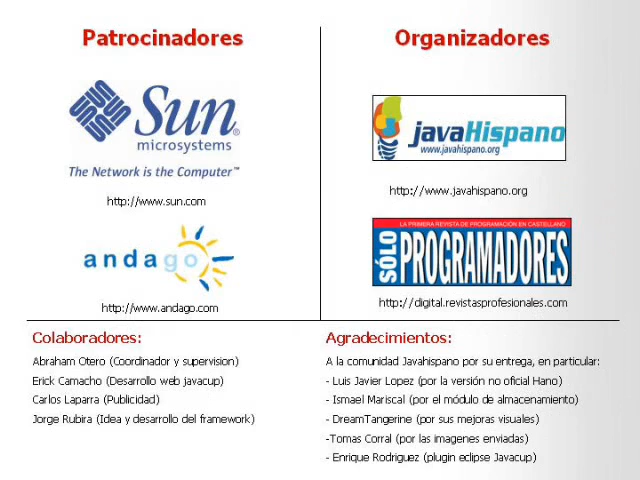 Patrocinadores
Sun
microsystems
The Network is the Computer™
http://www.sun.com
andago
http://www.andago.com
Organizadores
javaHispano
www.javahispano.org
http://www.javahispano.org
LA PRIMERA REVISTA DE PROGRAMACIÓN EN CASTELLANO
SÓLO PROGRAMADORES
http://digital.revistasprofesionales.com
Colaboradores:
Abraham Otero (Coordinador y supervision)
Erick Camacho (Desarrollo web javacup)
Carlos Laparra (Publicidad)
Jorge Rubira (Idea y desarrollo del framework)
Agradecimientos:
A la comunidad Javahispano por su entrega, en particular:
- Luis Javier Lopez (por la versión no oficial Hano)
- Ismael Mariscal (por el módulo de almacenamiento)
- DreamTangerine (por sus mejoras visuales)
-Tomas Corral (por las imagenes enviadas)
- Enrique Rodriguez (plugin eclipse Javacup)